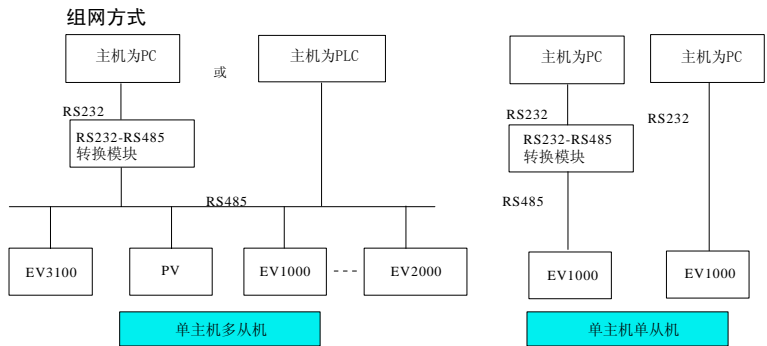 组网方式
主机为PC
或
主机为PLC
RS232
RS232-RS485
转换模块
RS485
EV3100
PV
EV1000
---
EV2000
单主机多从机
主机为PC
主机为PC
RS232
RS232
RS232-RS485
转换模块
RS485
EV1000
EV1000
单主机单从机